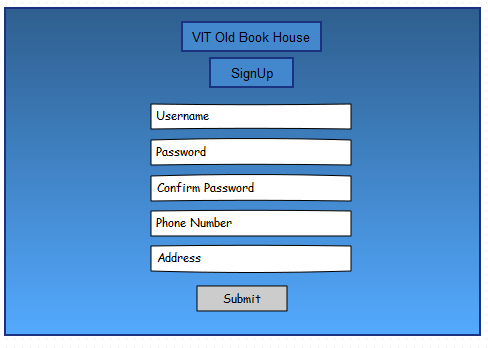 VIT Old Book House
SignUp
Username
Password
Confirm Password
Phone Number
Address
Submit